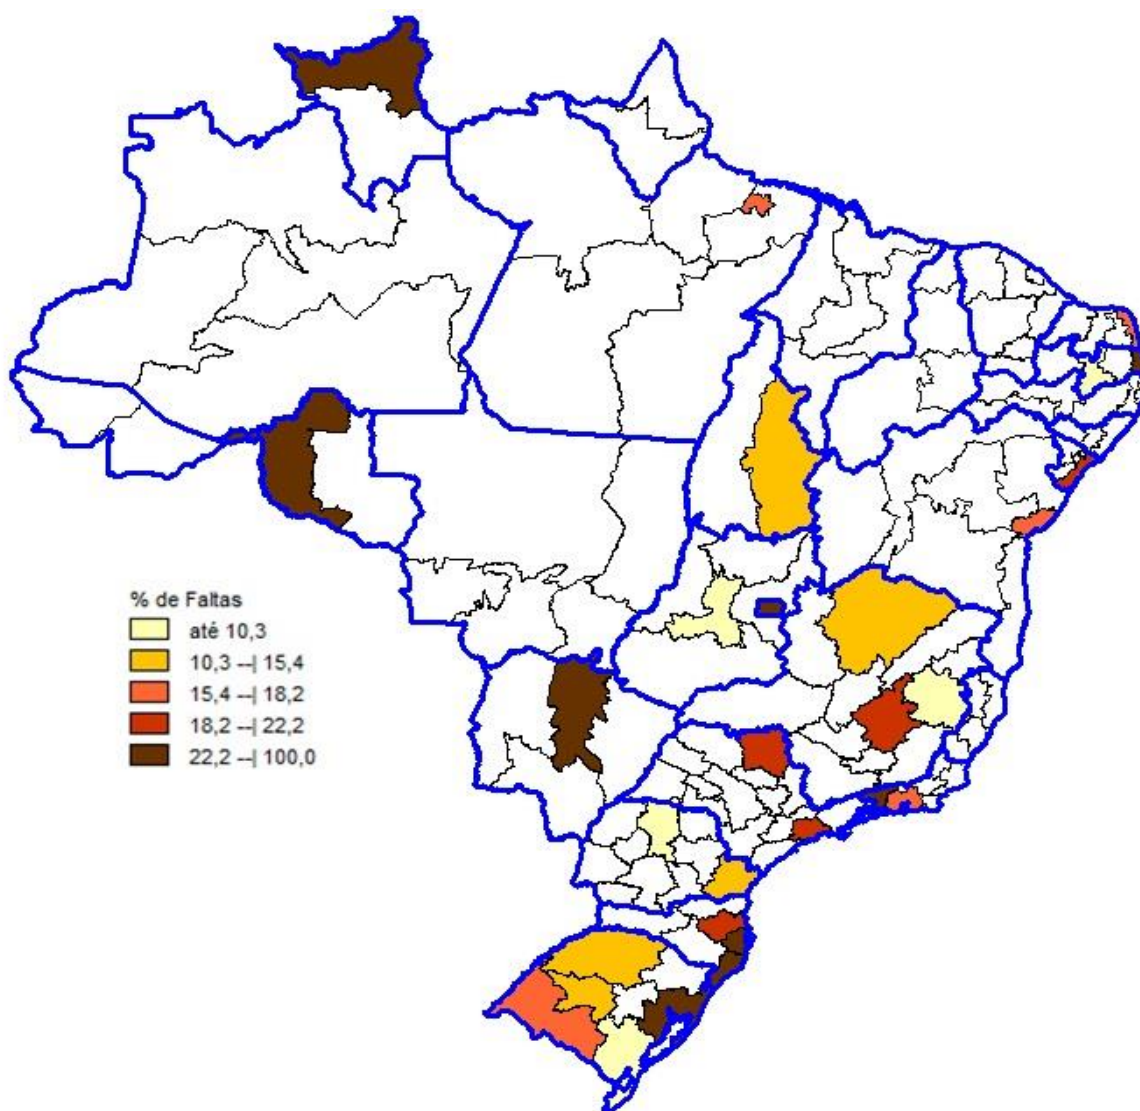 % de Faltas
até 10,3
10,3 --| 15,4
15,4 --| 18,2
18,2 --| 22,2
22,2 --| 100,0